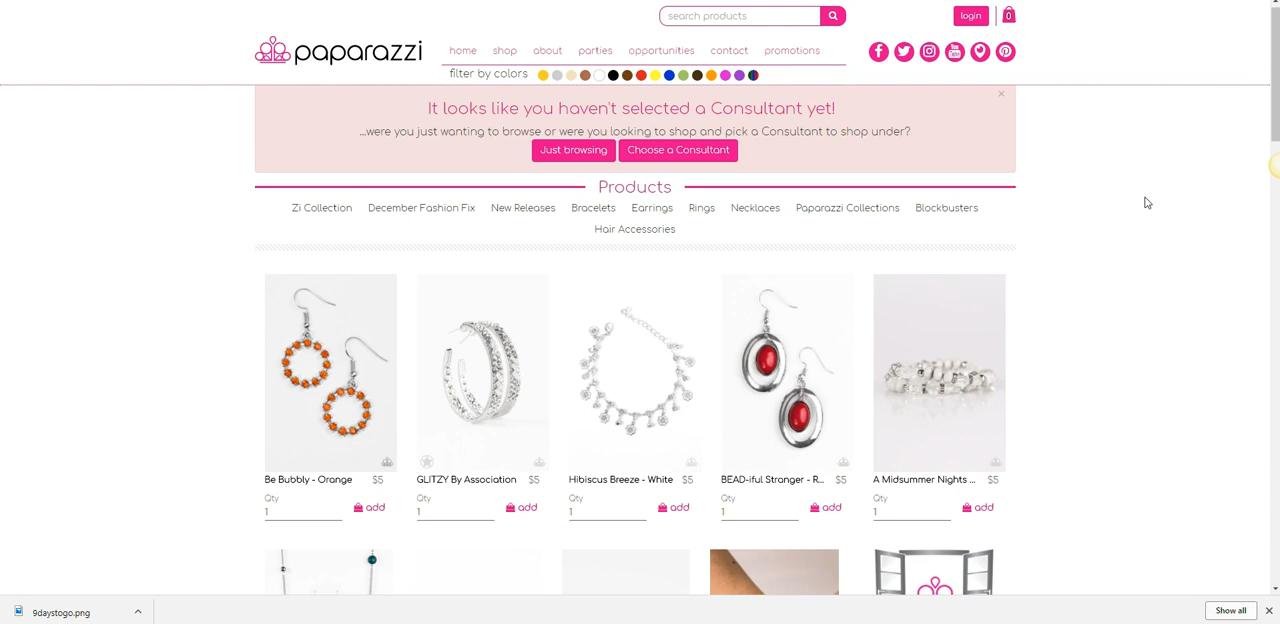 search products
login
0
paparazzi
home shop about parties opportunities contact promotions
filter by colors
It looks like you haven't selected a Consultant yet!
×
...were you just wanting to browse or were you looking to shop and pick a Consultant to shop under?
Just browsing Choose a Consultant
Products
Zi Collection December Fashion Fix New Releases Bracelets Earrings Rings Necklaces Paparazzi Collections Blockbusters
Hair Accessories
Be Bubbly - Orange $5 GLITZY By Association $5 Hibiscus Breeze - White $5 BEAD-iful Stranger - R... $5 A Midsummer Nights ... $5
Qty Qty Qty Qty Qty
1 add 1 add 1 add 1 add 1 add
9daystogo.png
Show all